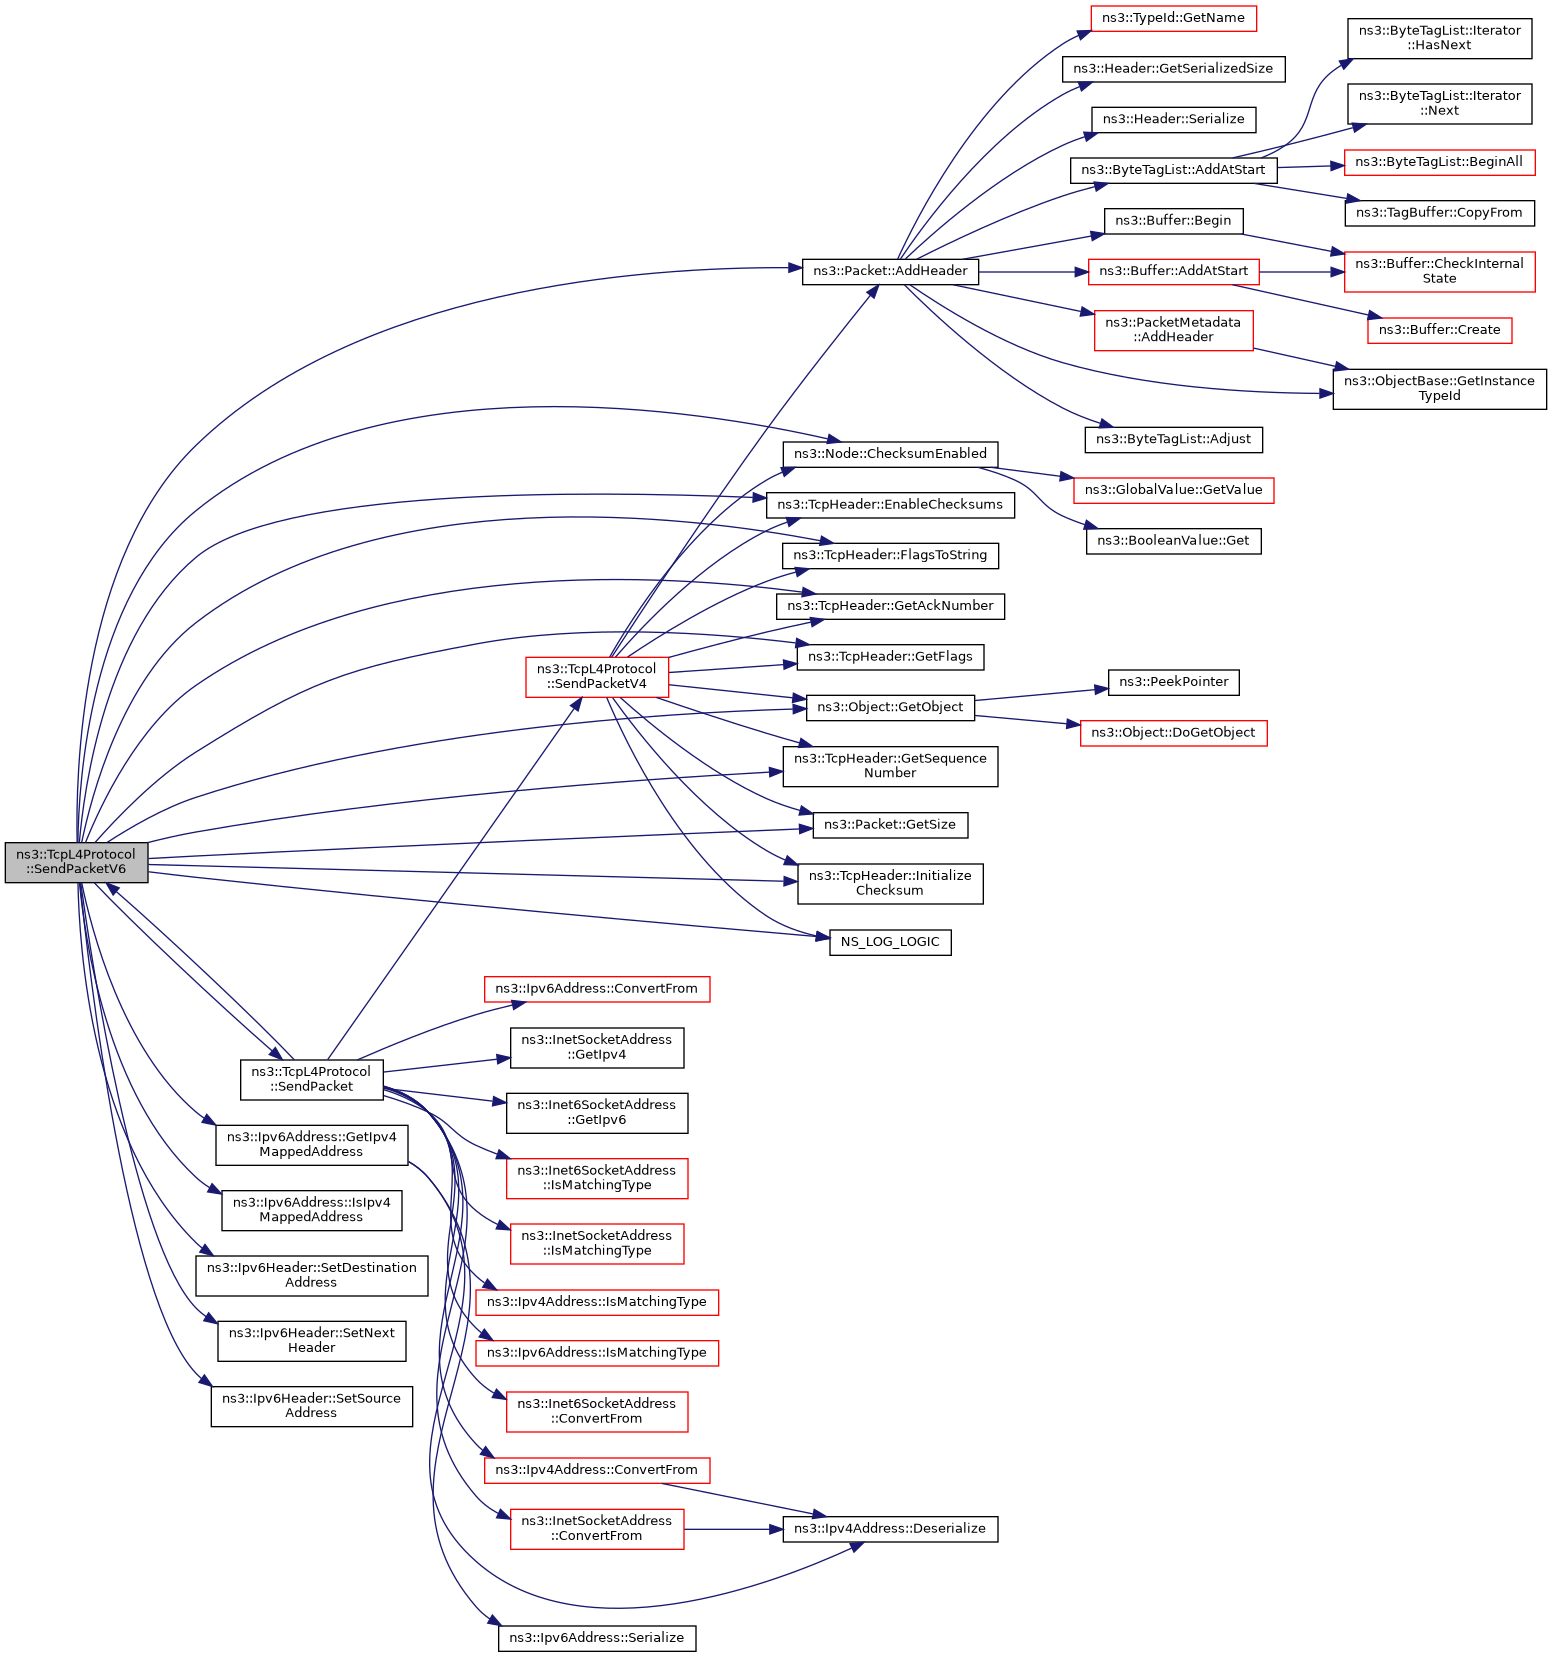 ns3::TypeId::GetName
ns3::ByteTagList::Iterator
::HasNext
ns3::Header::GetSerializedSize
ns3::ByteTagList::Iterator
::Next
ns3::Header::Serialize
ns3::ByteTagList::BeginAll
ns3::ByteTagList::AddAtStart
ns3::TagBuffer::CopyFrom
ns3::Buffer::Begin
ns3::Packet::AddHeader
ns3::Buffer::AddAtStart
ns3::Buffer::CheckInternal
State
ns3::PacketMetadata
::AddHeader
ns3::Buffer::Create
ns3::ObjectBase::GetInstance
TypeId
ns3::ByteTagList::Adjust
ns3::Node::ChecksumEnabled
ns3::GlobalValue::GetValue
ns3::TcpHeader::EnableChecksums
ns3::BooleanValue::Get
ns3::TcpHeader::FlagsToString
ns3::TcpHeader::GetAckNumber
ns3::TcpHeader::GetFlags
ns3::TcpL4Protocol
::SendPacketV4
ns3::PeekPointer
ns3::Object::GetObject
ns3::Object::DoGetObject
ns3::TcpHeader::GetSequence
Number
ns3::Packet::GetSize
ns3::TcpL4Protocol
::SendPacketV6
ns3::TcpHeader::Initialize
Checksum
NS_LOG_LOGIC
ns3::Ipv6Address::ConvertFrom
ns3::InetSocketAddress
::GetIpv4
ns3::TcpL4Protocol
::SendPacket
ns3::Inet6SocketAddress
::GetIpv6
ns3::Ipv6Address::GetIpv4
MappedAddress
ns3::Inet6SocketAddress
::IsMatchingType
ns3::Ipv6Address::IsIpv4
MappedAddress
ns3::InetSocketAddress
::IsMatchingType
ns3::Ipv6Header::SetDestination
Address
ns3::Ipv4Address::IsMatchingType
ns3::Ipv6Header::SetNext
Header
ns3::Ipv6Address::IsMatchingType
ns3::Ipv6Header::SetSource
Address
ns3::Inet6SocketAddress
::ConvertFrom
ns3::Ipv4Address::ConvertFrom
ns3::InetSocketAddress
::ConvertFrom
ns3::Ipv4Address::Deserialize
ns3::Ipv6Address::Serialize